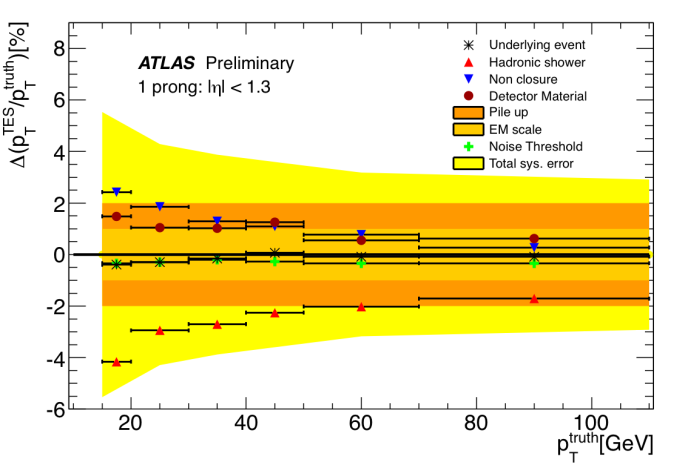 Δ(p_T^TES/p_T^truth)[%]
8
6
4
2
0
-2
-4
-6
ATLAS Preliminary
1 prong: |η| < 1.3
Underlying event
Hadronic shower
Non closure
Detector Material
Pile up
EM scale
Noise Threshold
Total sys. error
20 40 60 80 100
p_T^truth[GeV]